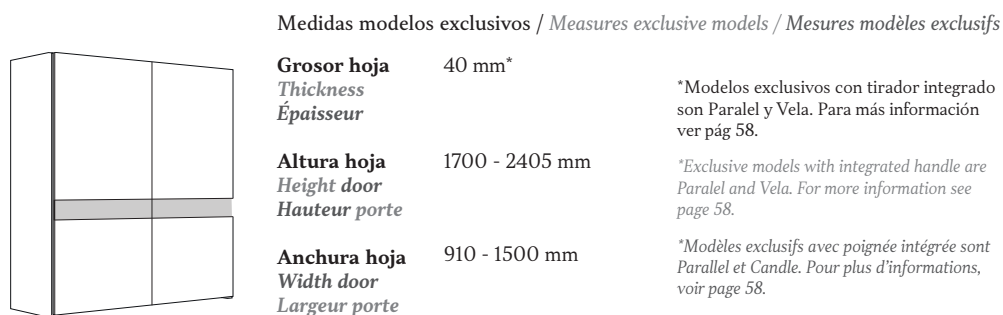 Medidas modelos exclusivos / Measures exclusive models / Mesures modèles exclusifs
Grosor hoja 40 mm*
Thickness
Épaisseur
Altura hoja 1700 - 2405 mm
Height door
Hauteur porte
Anchura hoja 910 - 1500 mm
Width door
Largeur porte
*Modelos exclusivos con tirador integrado
son Paralel y Vela. Para más información
ver pág 58.
*Exclusive models with integrated handle are
Paralel and Vela. For more information see
page 58.
*Modèles exclusifs avec poignée intégrée sont
Parallel et Candle. Pour plus d'informations,
voir page 58.